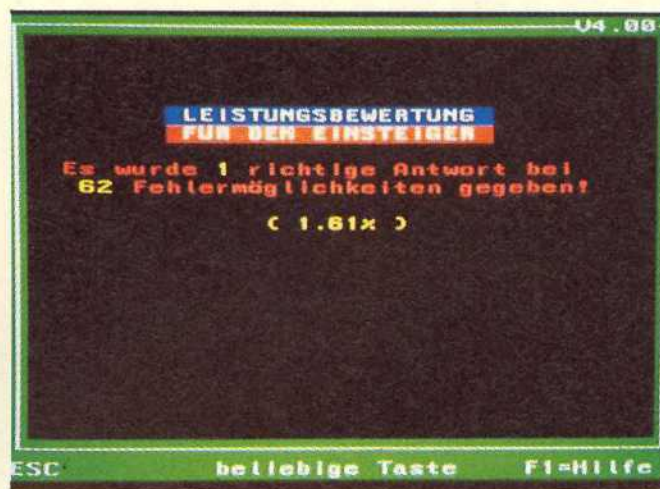 V4.00
LEISTUNGSBEWERTUNG
FÜR DEN EINSTEIGER
Es wurde 1 richtige Antwort bei
62 Fehlermöglichkeiten gegeben!
( 1.61% )
ESC beliebige Taste F1=Hilfe